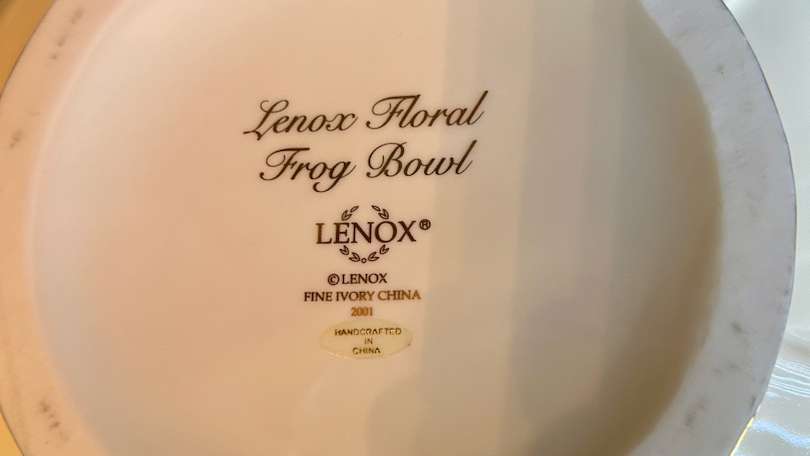 Lenox Floral
Frog Bowl
LENOX®
© LENOX
FINE IVORY CHINA
2001
HANDCRAFTED
IN
CHINA